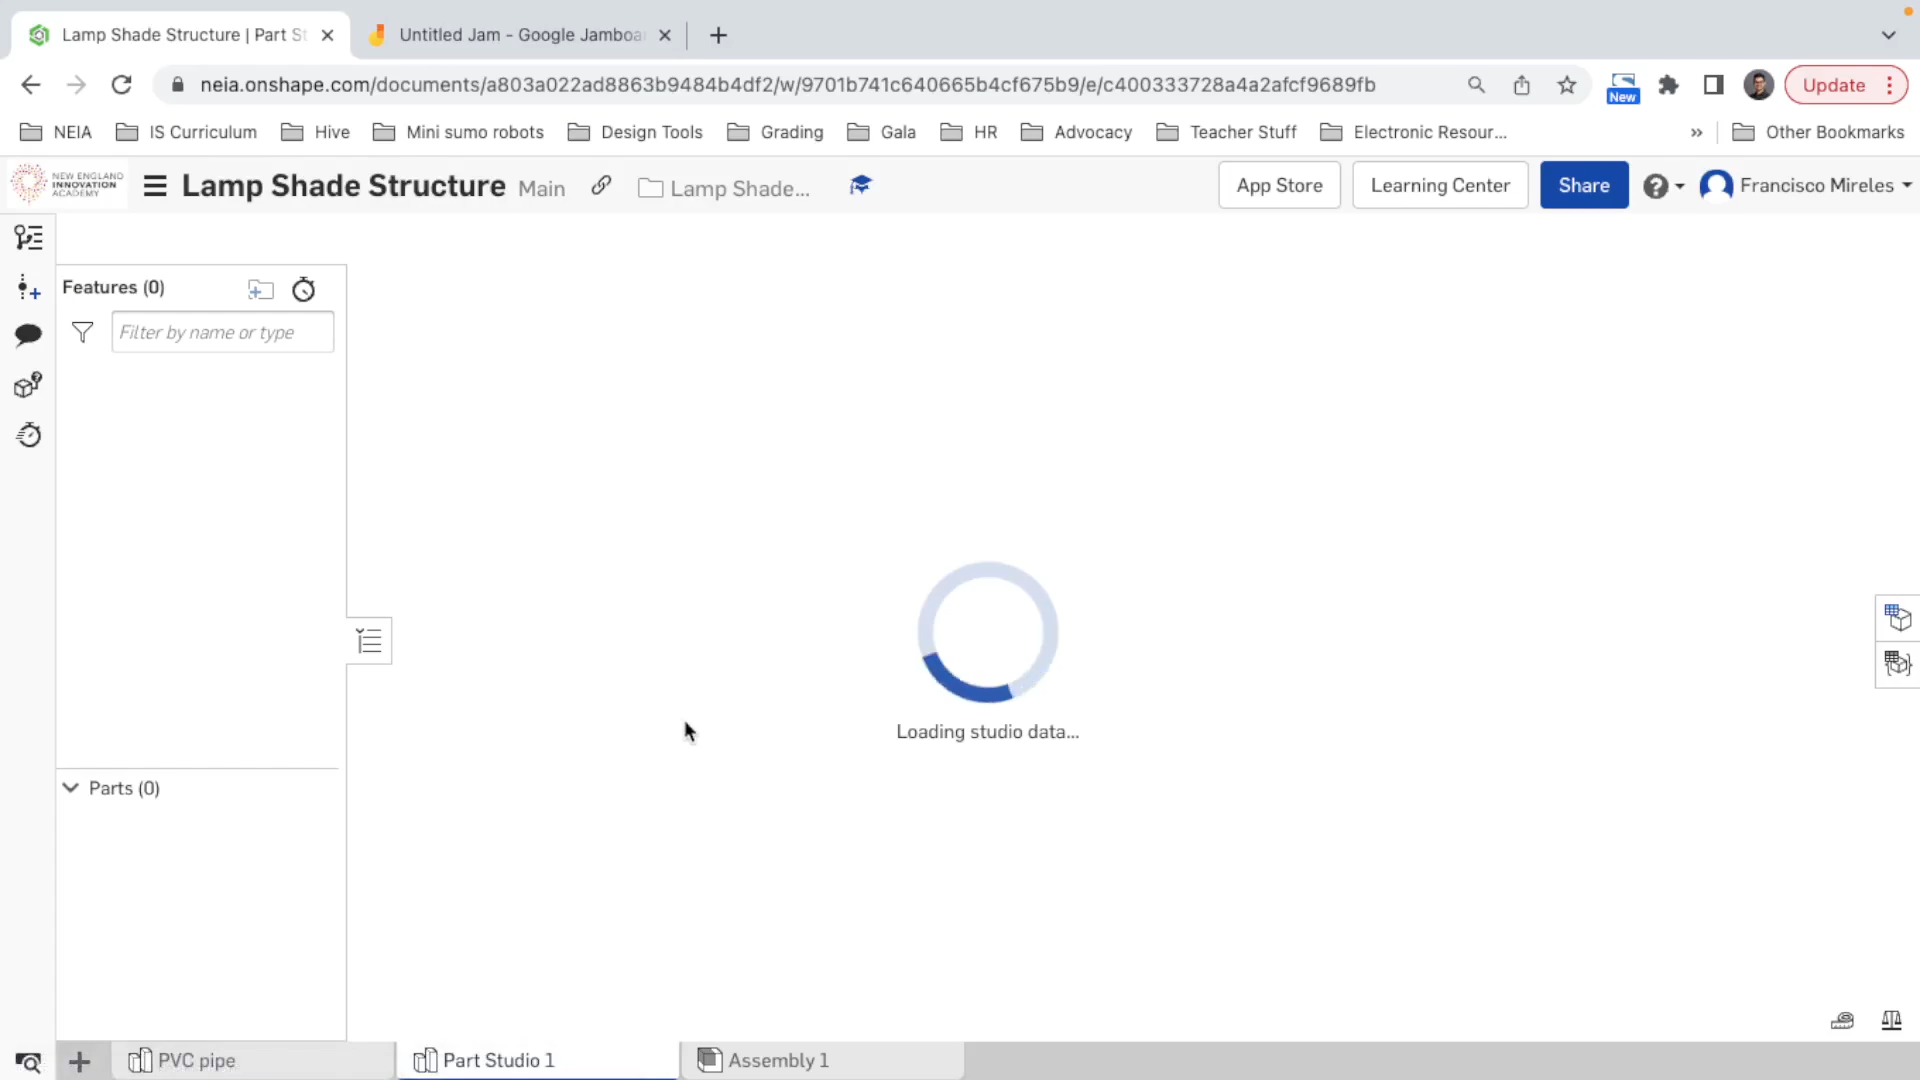 Lamp Shade Structure | Part St
Untitled Jam - Google Jamboa
neia.onshape.com/documents/a803a022ad8863b9484b4df2/w/9701b741c640665b4cf675b9/e/c400333728a4a2afcf9689fb
New
Update
NEIA
IS Curriculum
Hive
Mini sumo robots
Design Tools
Grading
Gala
HR
Advocacy
Teacher Stuff
Electronic Resour...
»
Other Bookmarks
NEW ENGLAND
INNOVATION
ACADEMY
Lamp Shade Structure
Main
Lamp Shade...
App Store
Learning Center
Share
Francisco Mireles
Features (0)
Filter by name or type
Loading studio data...
Parts (0)
PVC pipe
Part Studio 1
Assembly 1